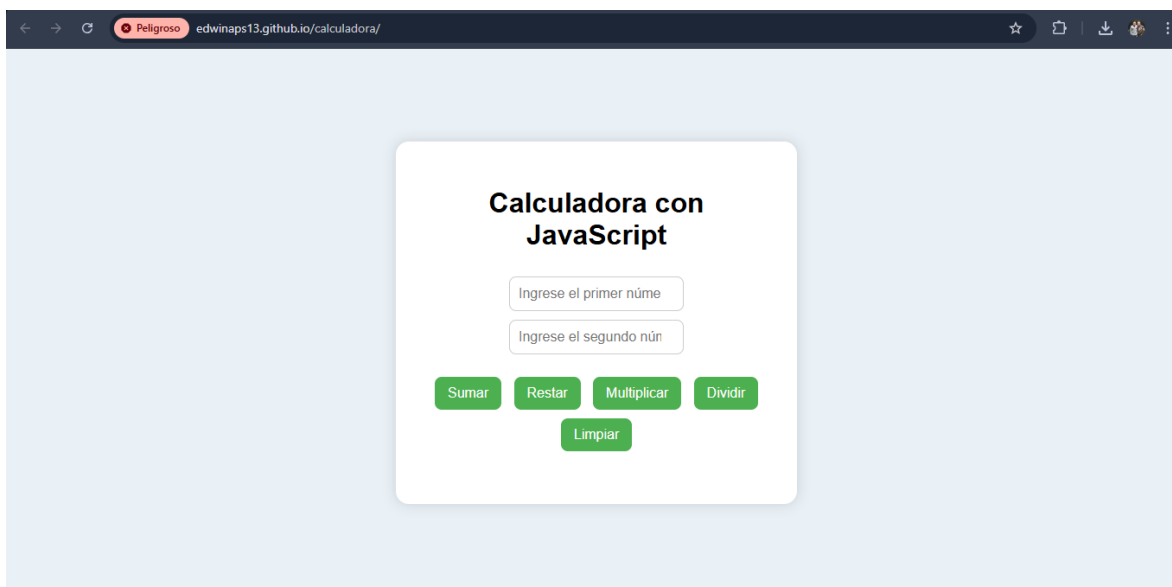 Peligroso edwinaps13.github.io/calculadora/
Calculadora con
JavaScript
Ingrese el primer núme
Ingrese el segundo nún
Sumar Restar Multiplicar Dividir
Limpiar